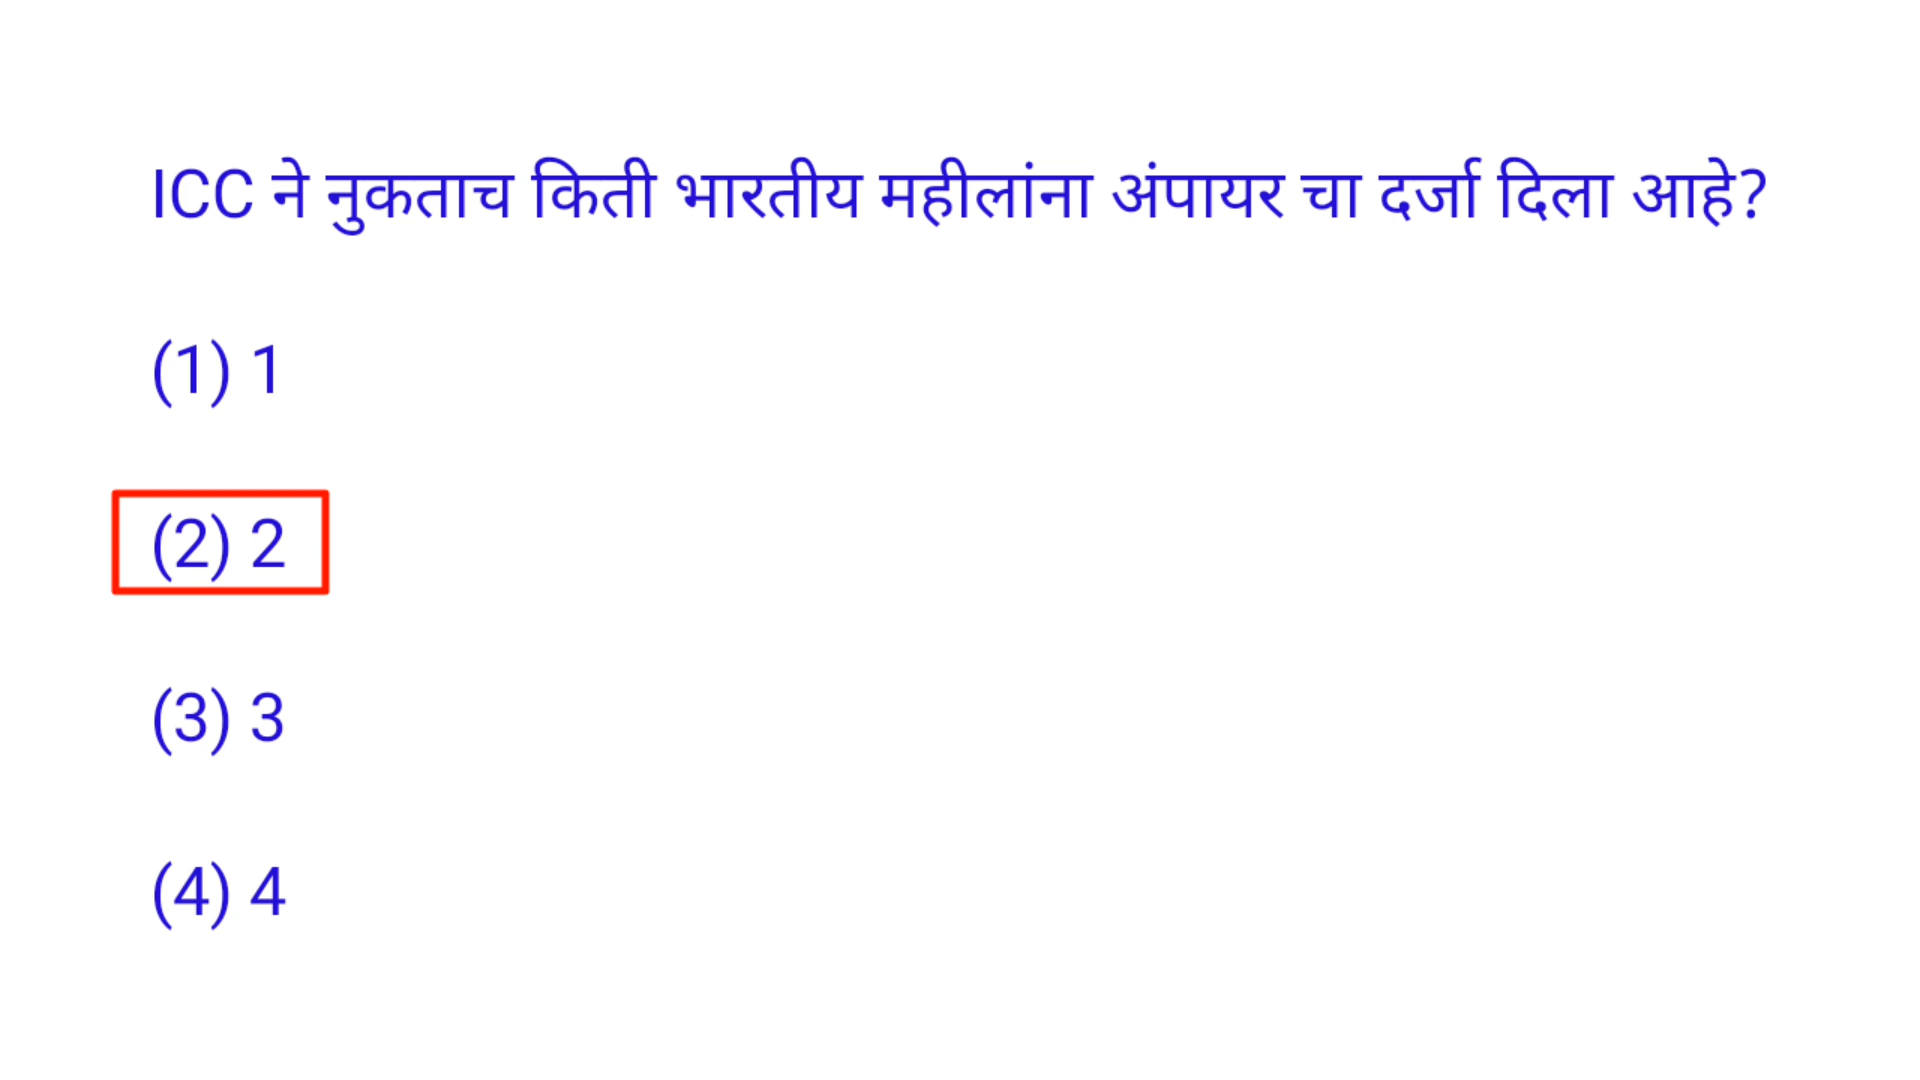 ICC ने नुकताच किती भारतीय महीलांना अंपायर चा दर्जा दिला आहे?
(1) 1
(2) 2
(3) 3
(4) 4